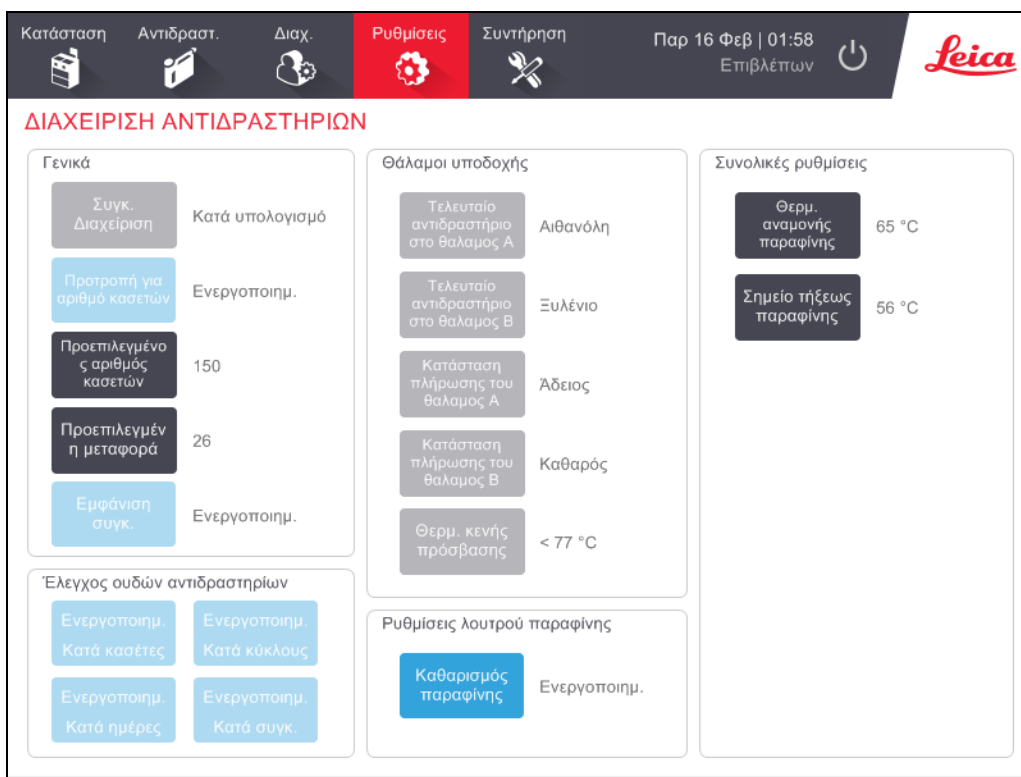 Κατάσταση
Αντιδραστ.
Διαχ.
Ρυθμίσεις
Συντήρηση
Παρ 16 Φεβ | 01:58
Επιβλέπων
Leica
ΔΙΑΧΕΙΡΙΣΗ ΑΝΤΙΔΡΑΣΤΗΡΙΩΝ
Γενικά
Συγκ.
Διαχείριση
Κατά υπολογισμό
Προτροπή για
αριθμό κασετών
Ενεργοποιημ.
Προεπιλεγμένο
ς αριθμός
κασετών
150
Προεπιλεγμέν
η μεταφορά
26
Εμφάνιση
συγκ.
Ενεργοποιημ.
Έλεγχος ουδών αντιδραστηρίων
Ενεργοποιημ.
Κατά κασέτες
Ενεργοποιημ.
Κατά κύκλους
Ενεργοποιημ.
Κατά ημέρες
Ενεργοποιημ.
Κατά συγκ.
Θάλαμοι υποδοχής
Τελευταίο
αντιδραστήριο
στο θαλαμος A
Αιθανόλη
Τελευταίο
αντιδραστήριο
στο θαλαμος B
Ξυλένιο
Κατάσταση
πλήρωσης του
θαλαμος A
Άδειος
Κατάσταση
πλήρωσης του
θαλαμος B
Καθαρός
Θερμ. κενής
πρόσβασης
< 77 °C
Ρυθμίσεις λουτρού παραφίνης
Καθαρισμός
παραφίνης
Ενεργοποιημ.
Συνολικές ρυθμίσεις
Θερμ.
αναμονής
παραφίνης
65 °C
Σημείο τήξεως
παραφίνης
56 °C